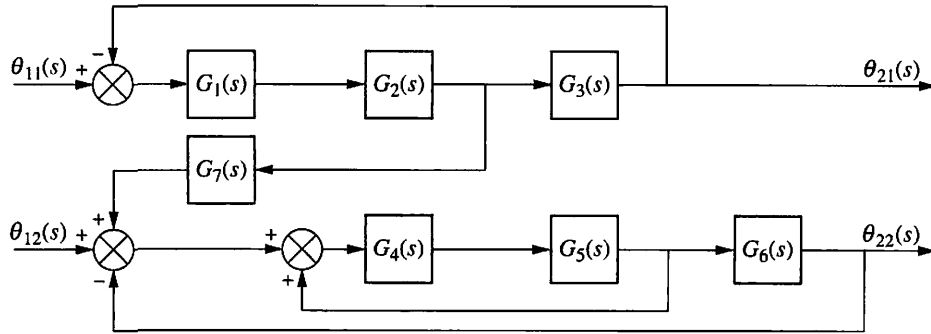 −
θ₁₁(s) + G₁(s) G₂(s) G₃(s) θ₂₁(s)
G₇(s)
+
θ₁₂(s) + + G₄(s) G₅(s) G₆(s) θ₂₂(s)
− +